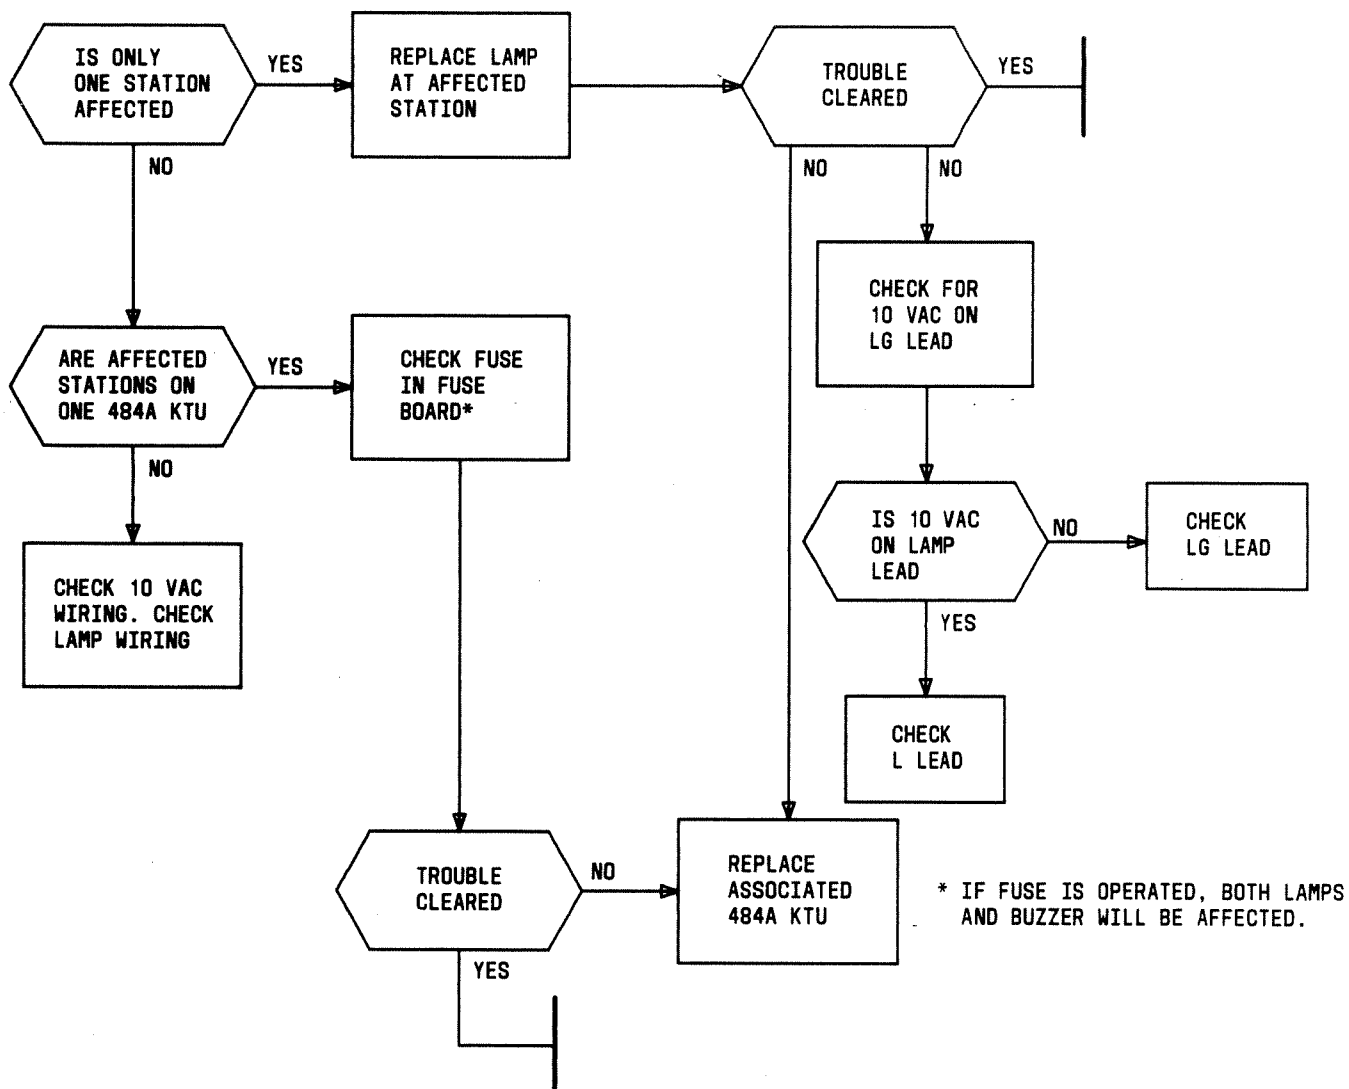 IS ONLY
ONE STATION
AFFECTED
YES
REPLACE LAMP
AT AFFECTED
STATION
TROUBLE
CLEARED
YES
NO
NO
NO
CHECK FOR
10 VAC ON
LG LEAD
ARE AFFECTED
STATIONS ON
ONE 484A KTU
YES
CHECK FUSE
IN FUSE
BOARD*
NO
IS 10 VAC
ON LAMP
LEAD
NO
CHECK
LG LEAD
CHECK 10 VAC
WIRING. CHECK
LAMP WIRING
YES
CHECK
L LEAD
TROUBLE
CLEARED
NO
REPLACE
ASSOCIATED
484A KTU
* IF FUSE IS OPERATED, BOTH LAMPS
AND BUZZER WILL BE AFFECTED.
YES